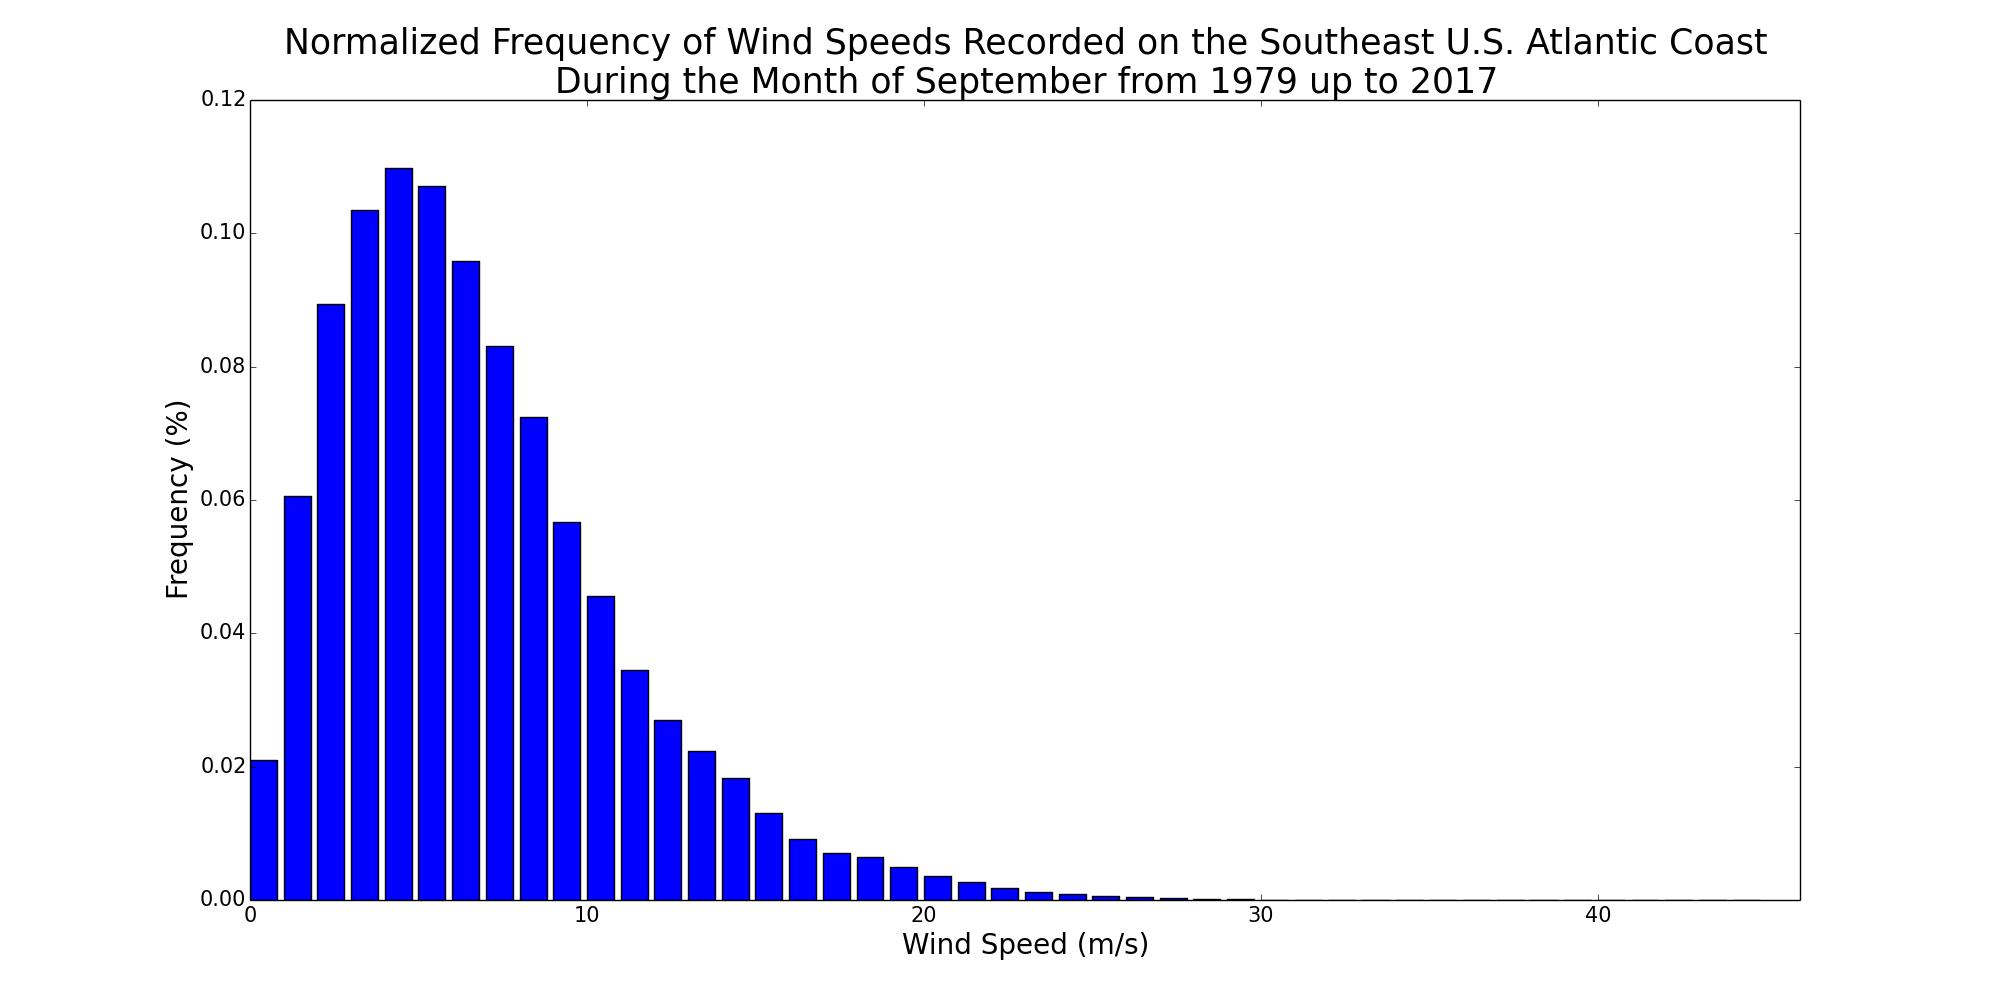 Normalized Frequency of Wind Speeds Recorded on the Southeast U.S. Atlantic Coast
During the Month of September from 1979 up to 2017
0.12
0.10
0.08
0.06
0.04
0.02
0.00
Frequency (%)
0 10 20 30 40
Wind Speed (m/s)